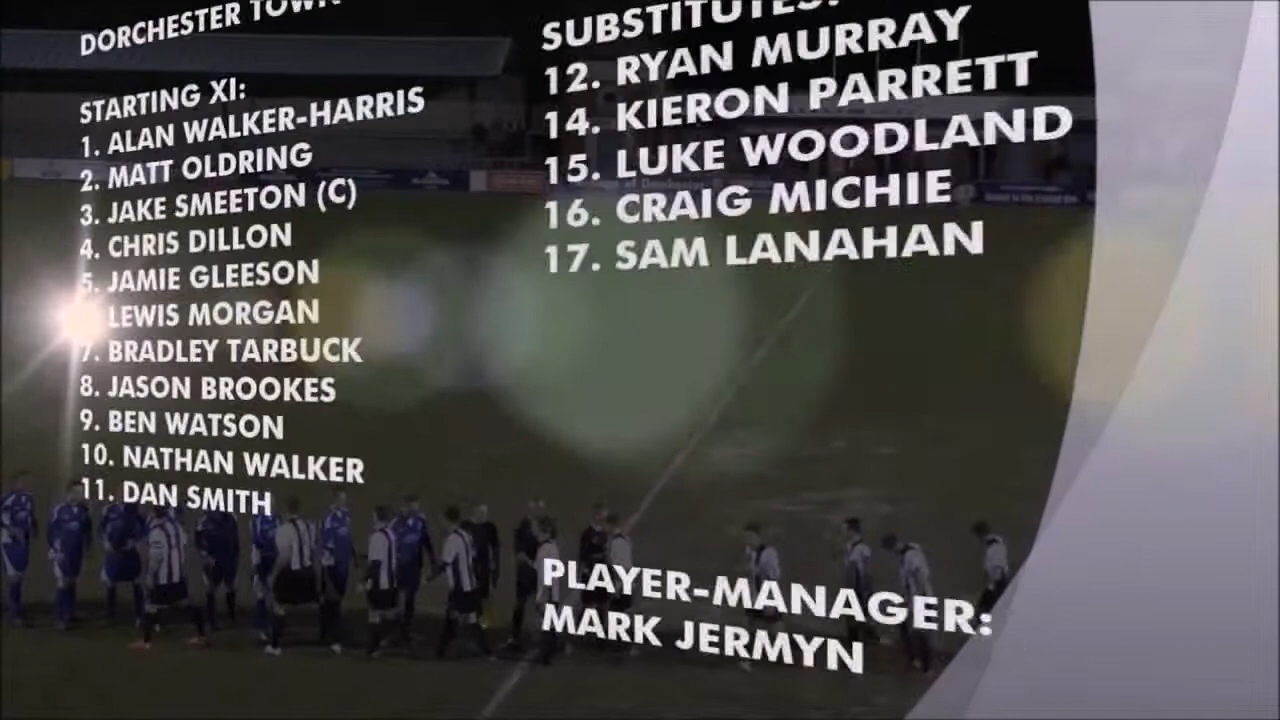 DORCHESTER TOWN
STARTING XI:
1. ALAN WALKER-HARRIS
2. MATT OLDRING
3. JAKE SMEETON (C)
4. CHRIS DILLON
5. JAMIE GLEESON
LEWIS MORGAN
7. BRADLEY TARBUCK
8. JASON BROOKES
9. BEN WATSON
10. NATHAN WALKER
11. DAN SMITH
SUBSTITUTES:
12. RYAN MURRAY
14. KIERON PARRETT
15. LUKE WOODLAND
16. CRAIG MICHIE
17. SAM LANAHAN
PLAYER-MANAGER:
MARK JERMYN